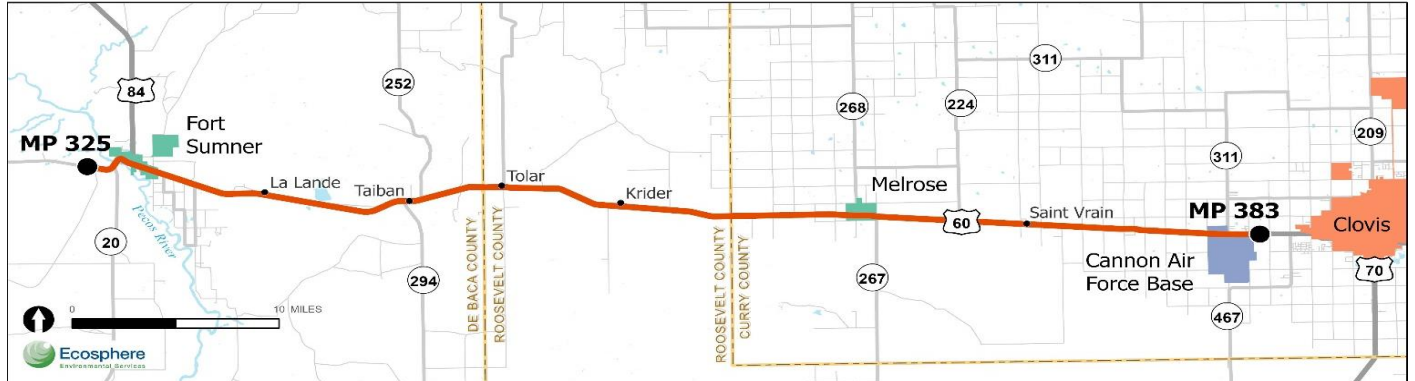 84
MP 325
Fort
Sumner
La Lande
Taiban
252
Tolar
Krider
268
224
311
Melrose
60
Saint Vrain
311
209
MP 383
Clovis
Cannon Air
Force Base
70
20
Pecos River
294
267
467
DE BACA COUNTY
ROOSEVELT COUNTY
ROOSEVELT COUNTY
CURRY COUNTY
0 10 MILES
Ecosphere
Environmental Services